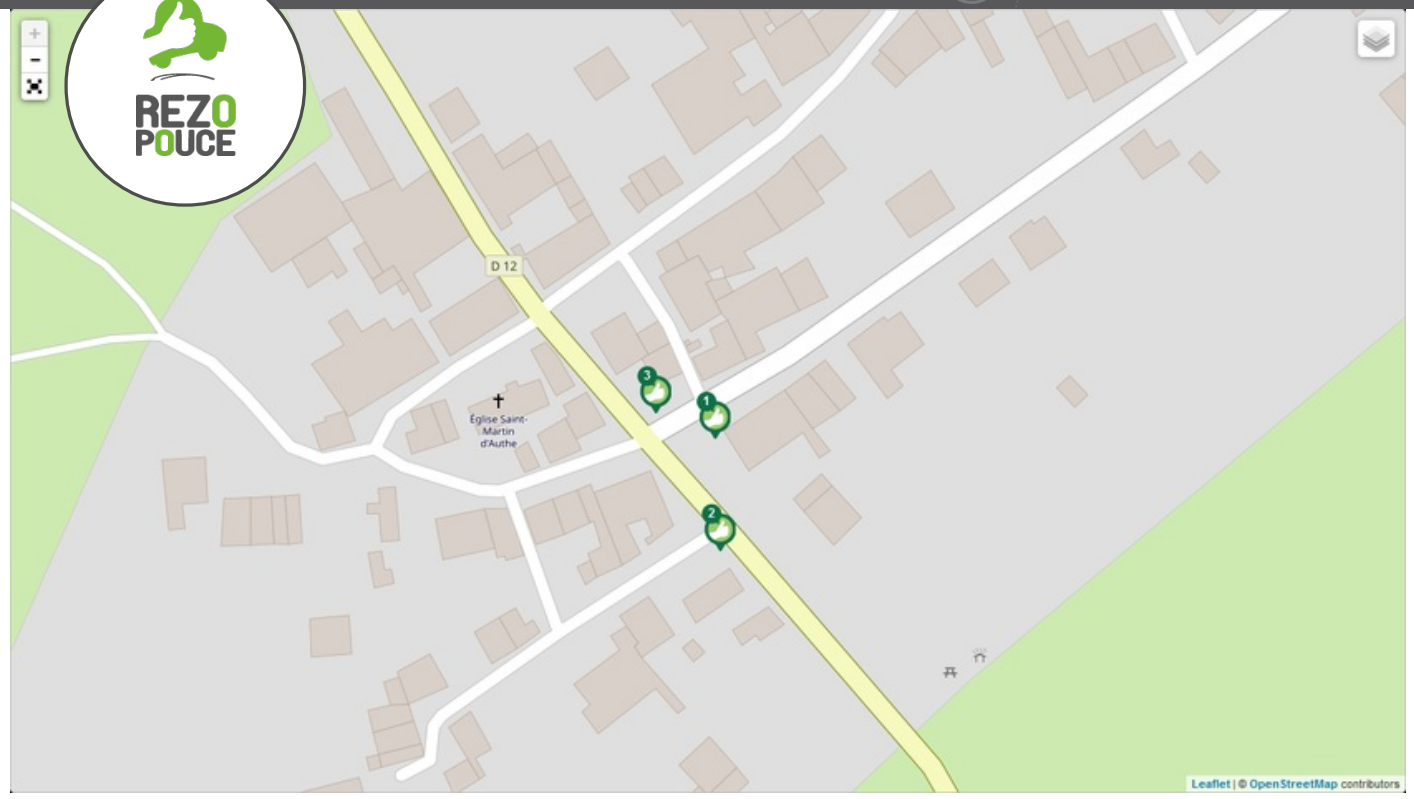 +
-
REZO
POUCE
D 12
3
1
Église Saint-
Martin
d'Authe
2
Leaflet | © OpenStreetMap contributors